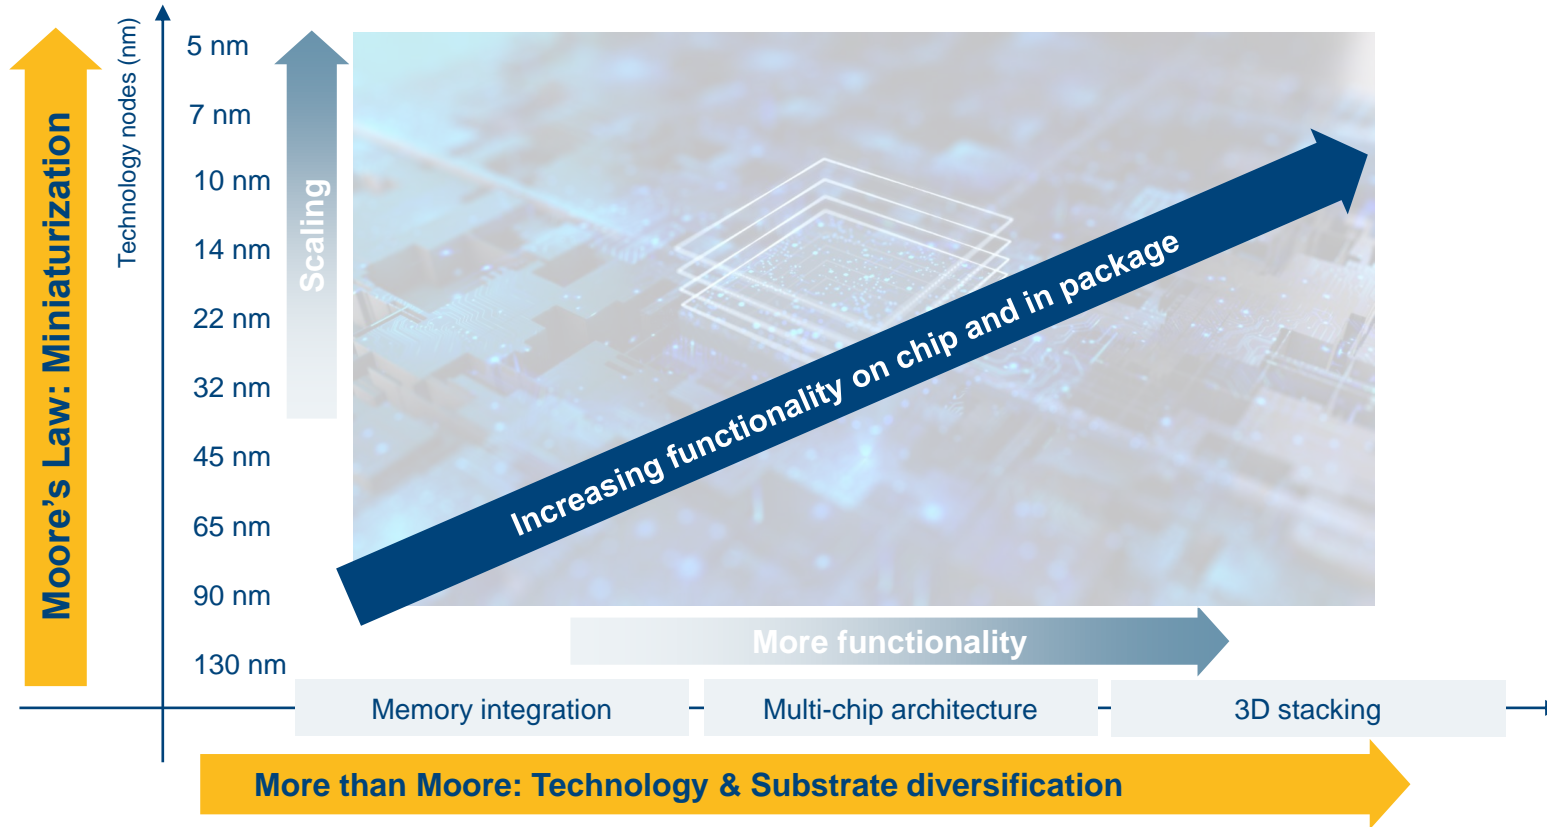 Moore’s Law: Miniaturization
Technology nodes (nm)
5 nm
7 nm
10 nm
14 nm
22 nm
32 nm
45 nm
65 nm
90 nm
130 nm
Scaling
Increasing functionality on chip and in package
More functionality
Memory integration
Multi-chip architecture
3D stacking
More than Moore: Technology & Substrate diversification